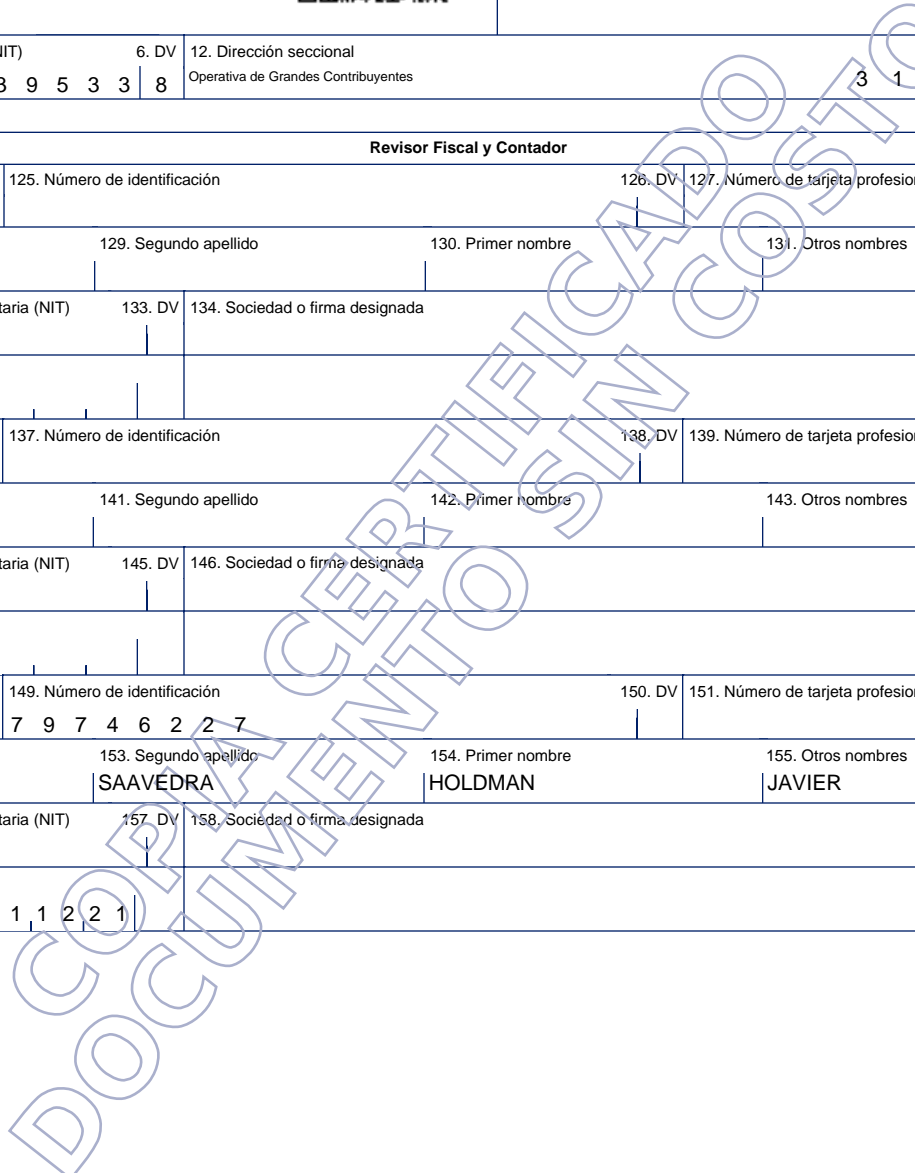 NIT) 6. DV 12. Dirección seccional
9 5 3 3 8 Operativa de Grandes Contribuyentes 3 1
Revisor Fiscal y Contador
125. Número de identificación 126. DV 127. Número de tarjeta profesion
129. Segundo apellido 130. Primer nombre 131. Otros nombres
taria (NIT) 133. DV 134. Sociedad o firma designada
137. Número de identificación 138. DV 139. Número de tarjeta profesion
141. Segundo apellido 142. Primer nombre 143. Otros nombres
taria (NIT) 145. DV 146. Sociedad o firma designada
149. Número de identificación 150. DV 151. Número de tarjeta profesion
7 9 7 4 6 2 2 7
153. Segundo apellido 154. Primer nombre 155. Otros nombres
SAAVEDRA HOLDMAN JAVIER
taria (NIT) 157. DV 158. Sociedad o firma designada
1 1 2 2 1
COPIA CERTIFICADO
DOCUMENTO SIN COSTO